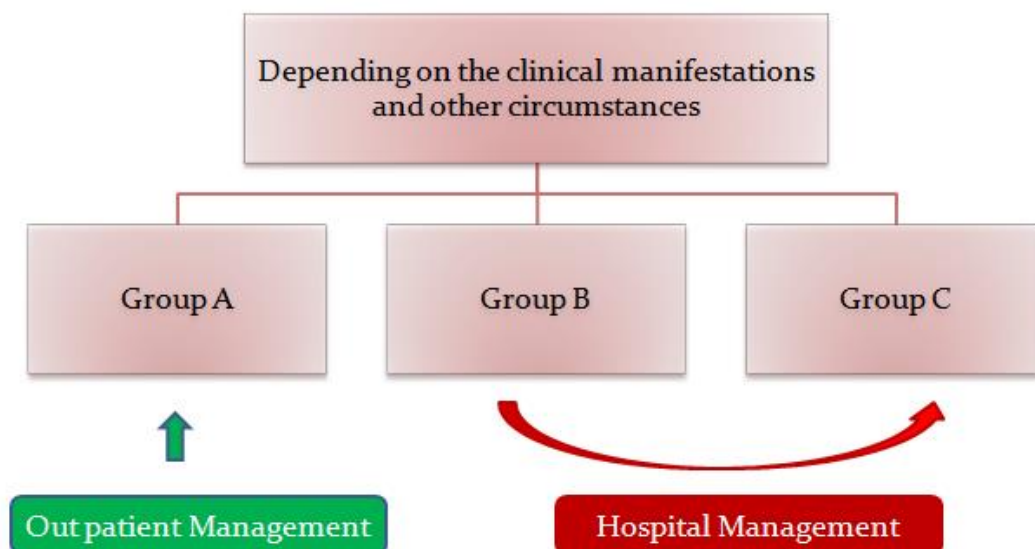 Depending on the clinical manifestations
and other circumstances
Group A
Group B
Group C
Out patient Management
Hospital Management